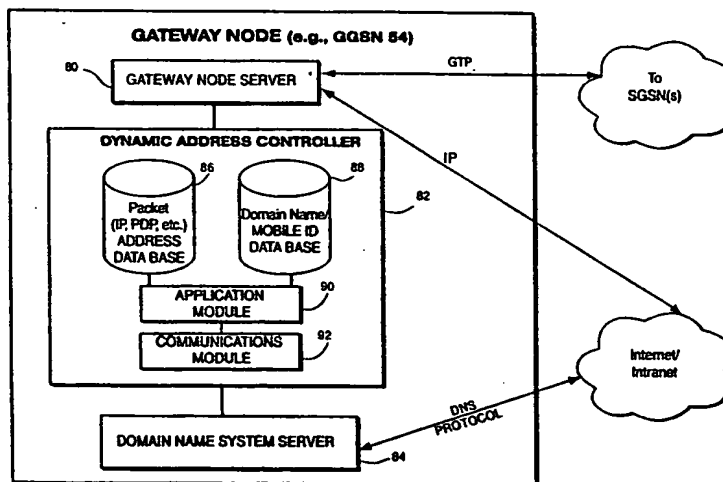 GATEWAY NODE (e.g., GGSN 54)
80
GATEWAY NODE SERVER
GTP
To
SGSN(s)
DYNAMIC ADDRESS CONTROLLER
IP
86
88
82
Packet
(IP, PDP, etc.)
ADDRESS
DATA BASE
Domain Name/
MOBILE ID
DATA BASE
APPLICATION
MODULE
90
COMMUNICATIONS
MODULE
92
Internet/
Intranet
DNS
PROTOCOL
DOMAIN NAME SYSTEM SERVER
84